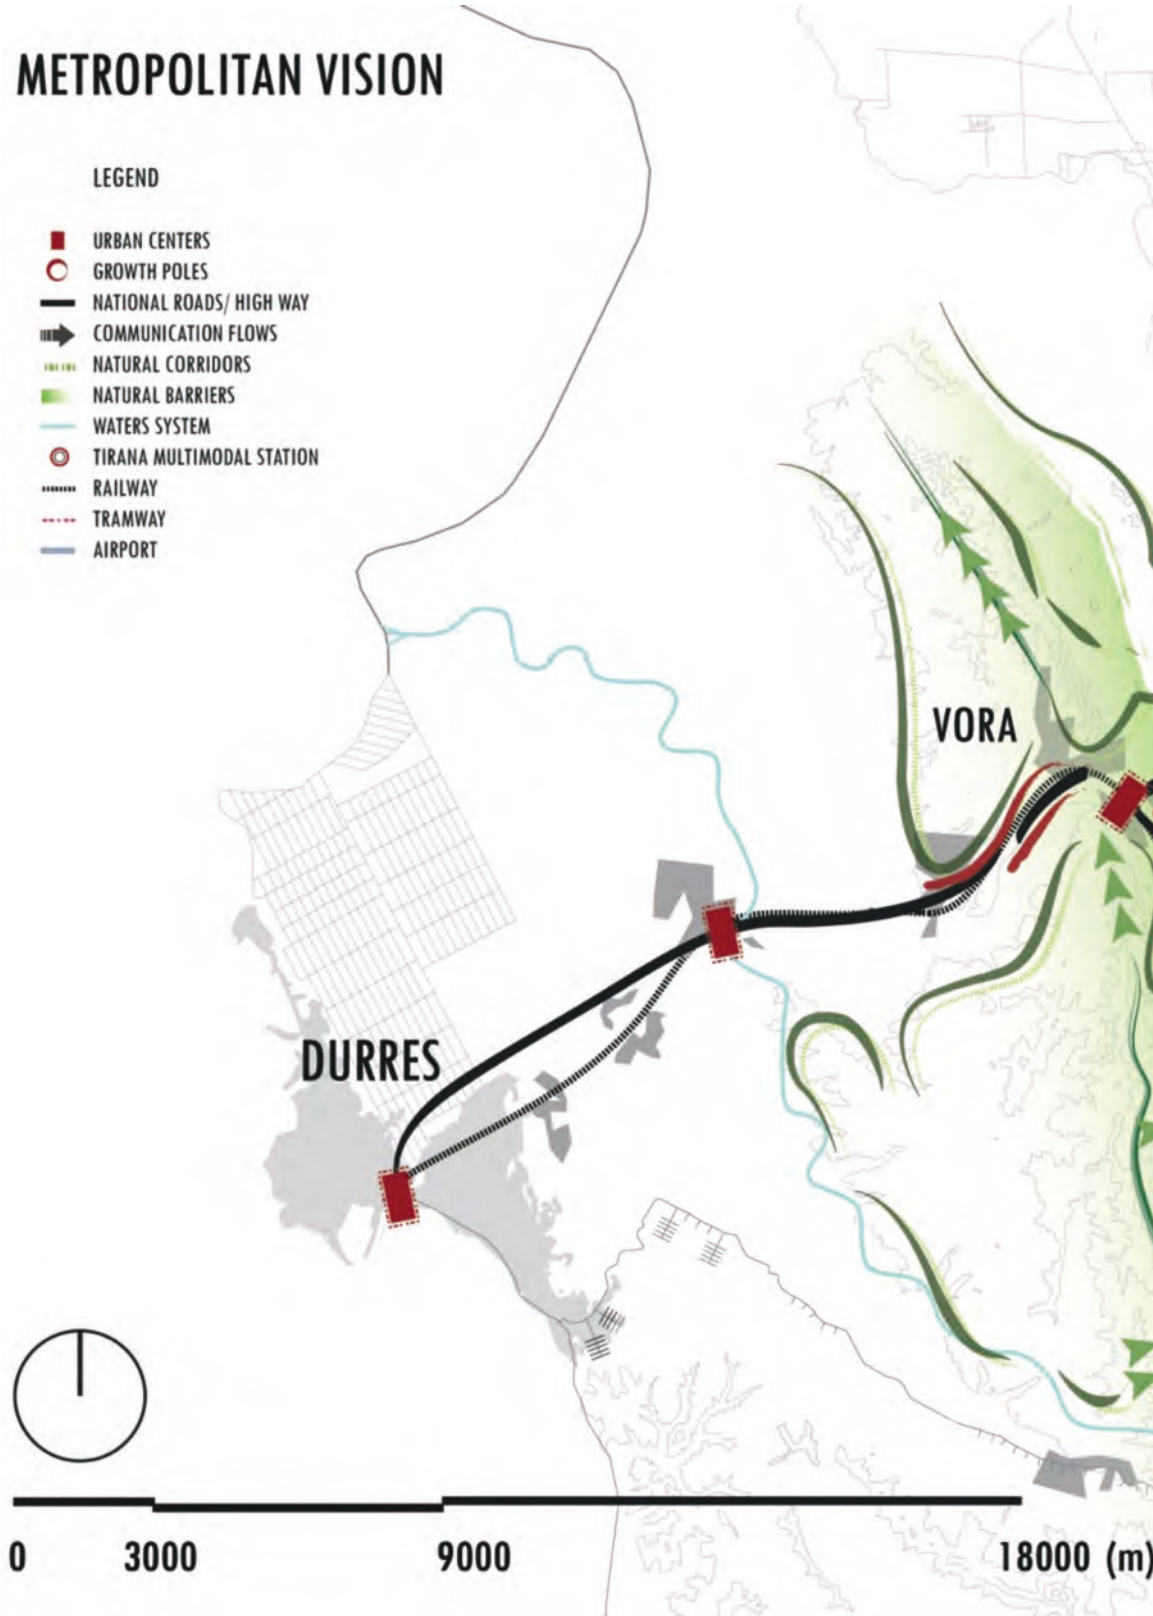 METROPOLITAN VISION
LEGEND
URBAN CENTERS
GROWTH POLES
NATIONAL ROADS/ HIGH WAY
COMMUNICATION FLOWS
NATURAL CORRIDORS
NATURAL BARRIERS
WATERS SYSTEM
TIRANA MULTIMODAL STATION
RAILWAY
TRAMWAY
AIRPORT
VORA
DURRES
0 3000 9000 18000 (m)